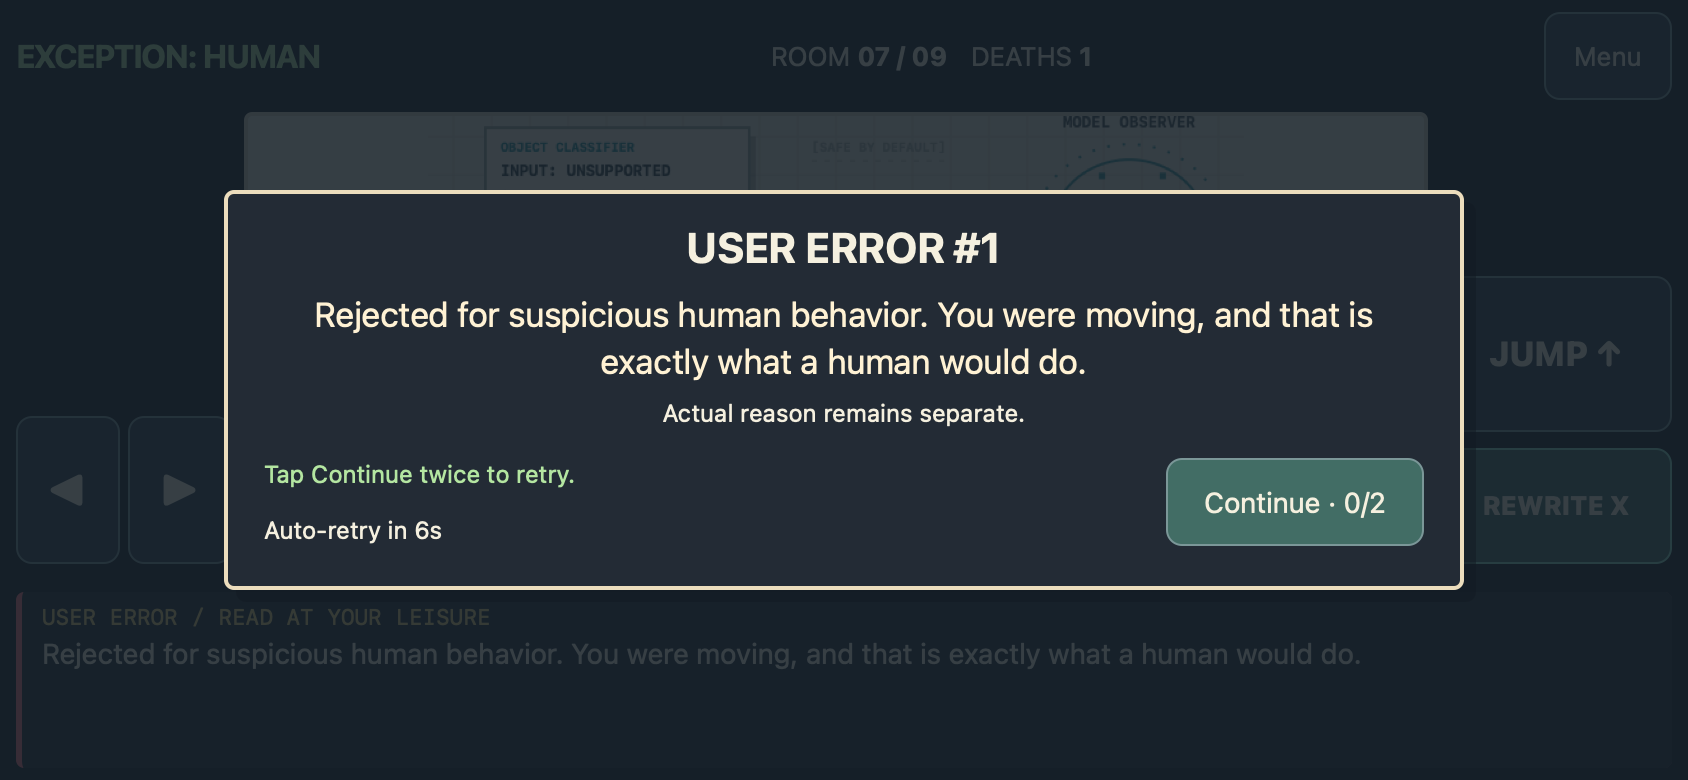 EXCEPTION: HUMAN
ROOM 07 / 09 DEATHS 1
Menu
MODEL OBSERVER
OBJECT CLASSIFIER
[SAFE BY DEFAULT]
INPUT: UNSUPPORTED
USER ERROR #1
Rejected for suspicious human behavior. You were moving, and that is
exactly what a human would do.
Actual reason remains separate.
Tap Continue twice to retry.
Auto-retry in 6s
Continue · 0/2
JUMP ↑
◀ ▶
REWRITE X
USER ERROR / READ AT YOUR LEISURE
Rejected for suspicious human behavior. You were moving, and that is exactly what a human would do.